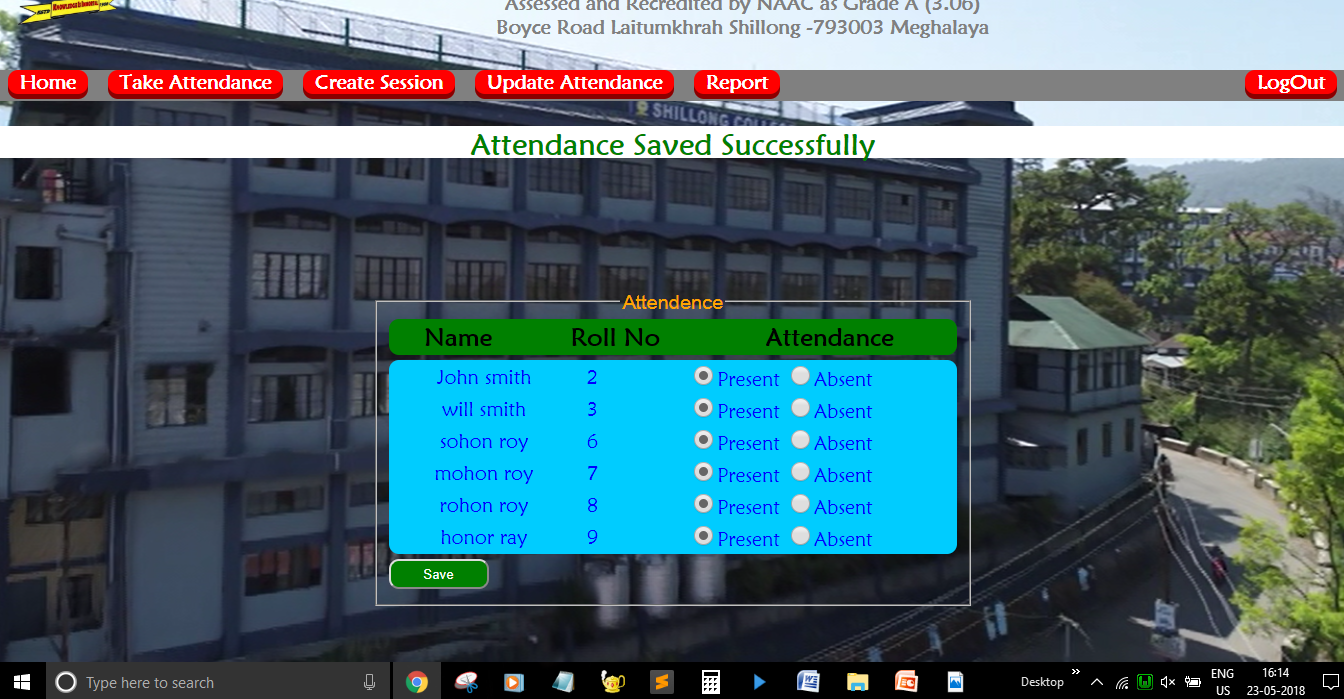 Assessed and Recredited by NAAC as Grade A (3.06)
Boyce Road Laitumkhrah Shillong -793003 Meghalaya
Home Take Attendance Create Session Update Attendance Report LogOut
SHILLONG
Attendance Saved Successfully
Attendence
Name Roll No Attendance
John smith 2 Present Absent
will smith 3 Present Absent
sohon roy 6 Present Absent
mohon roy 7 Present Absent
rohon roy 8 Present Absent
honor ray 9 Present Absent
Save
Type here to search
Desktop
ENG
US
16:14
23-05-2018